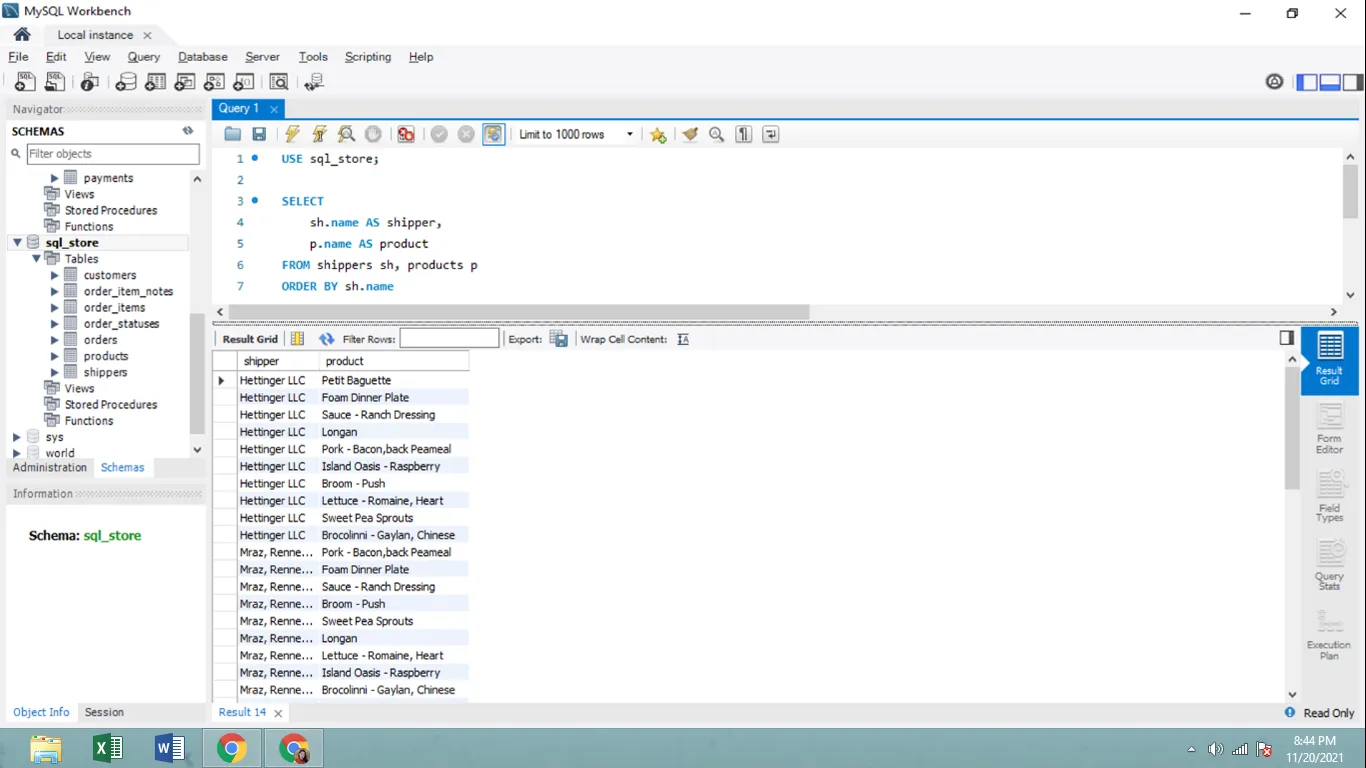 MySQL Workbench
Local instance
File Edit View Query Database Server Tools Scripting Help
Navigator
SCHEMAS
Filter objects
payments
Views
Stored Procedures
Functions
sql_store
Tables
customers
order_item_notes
order_items
order_statuses
orders
products
shippers
Views
Stored Procedures
Functions
sys
world
Administration Schemas
Information
Schema: sql_store
Object Info Session
Query 1
Limit to 1000 rows
1 USE sql_store;
2
3 SELECT
4 sh.name AS shipper,
5 p.name AS product
6 FROM shippers sh, products p
7 ORDER BY sh.name
Result Grid Filter Rows: Export: Wrap Cell Content:
shipper product
Hettinger LLC Petit Baguette
Hettinger LLC Foam Dinner Plate
Hettinger LLC Sauce - Ranch Dressing
Hettinger LLC Longan
Hettinger LLC Pork - Bacon,back Peameal
Hettinger LLC Island Oasis - Raspberry
Hettinger LLC Broom - Push
Hettinger LLC Lettuce - Romaine, Heart
Hettinger LLC Sweet Pea Sprouts
Hettinger LLC Brocolinni - Gaylan, Chinese
Mraz, Renne... Pork - Bacon,back Peameal
Mraz, Renne... Foam Dinner Plate
Mraz, Renne... Sauce - Ranch Dressing
Mraz, Renne... Broom - Push
Mraz, Renne... Sweet Pea Sprouts
Mraz, Renne... Longan
Mraz, Renne... Lettuce - Romaine, Heart
Mraz, Renne... Island Oasis - Raspberry
Mraz, Renne... Brocolinni - Gaylan, Chinese
Result 14
Result
Grid
Form
Editor
Field
Types
Query
Stats
Execution
Plan
Read Only
8:44 PM
11/20/2021